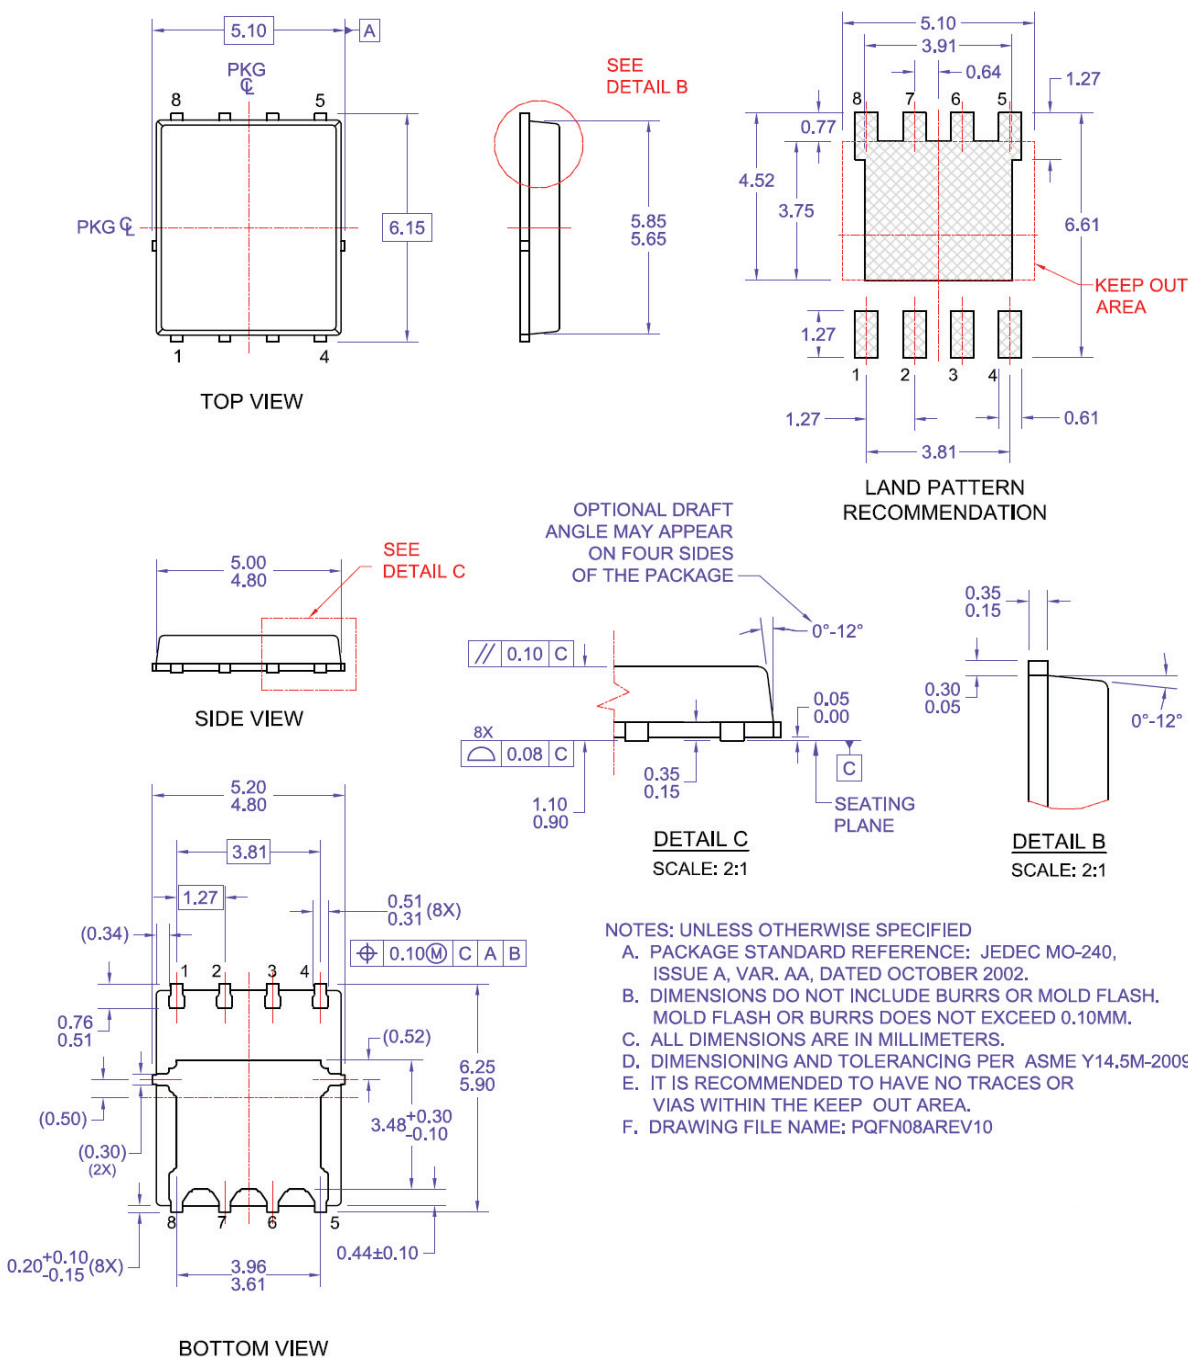 5.10
A
PKG
CL
8
5
PKG CL
6.15
1
4
TOP VIEW
SEE
DETAIL B
5.85
5.65
5.10
3.91
0.64
1.27
8
7
6
5
0.77
4.52
3.75
6.61
KEEP OUT
AREA
1.27
1
2
3
4
1.27
0.61
3.81
LAND PATTERN
RECOMMENDATION
5.00
4.80
SEE
DETAIL C
SIDE VIEW
OPTIONAL DRAFT
ANGLE MAY APPEAR
ON FOUR SIDES
OF THE PACKAGE
0°-12°
// 0.10 C
8X
⌓ 0.08 C
0.05
0.00
C
0.35
0.15
1.10
0.90
SEATING
PLANE
DETAIL C
SCALE: 2:1
0.35
0.15
0.30
0.05
0°-12°
DETAIL B
SCALE: 2:1
5.20
4.80
3.81
1.27
0.51
0.31 (8X)
(0.34)
⌖ 0.10Ⓜ C A B
1
2
3
4
0.76
0.51
(0.52)
6.25
5.90
(0.50)
3.48 +0.30
-0.10
(0.30)
(2X)
8
7
6
5
0.20 +0.10
-0.15 (8X)
0.44±0.10
3.96
3.61
BOTTOM VIEW
NOTES: UNLESS OTHERWISE SPECIFIED
A. PACKAGE STANDARD REFERENCE: JEDEC MO-240,
ISSUE A, VAR. AA, DATED OCTOBER 2002.
B. DIMENSIONS DO NOT INCLUDE BURRS OR MOLD FLASH.
MOLD FLASH OR BURRS DOES NOT EXCEED 0.10MM.
C. ALL DIMENSIONS ARE IN MILLIMETERS.
D. DIMENSIONING AND TOLERANCING PER ASME Y14.5M-2009
E. IT IS RECOMMENDED TO HAVE NO TRACES OR
VIAS WITHIN THE KEEP OUT AREA.
F. DRAWING FILE NAME: PQFN08AREV10